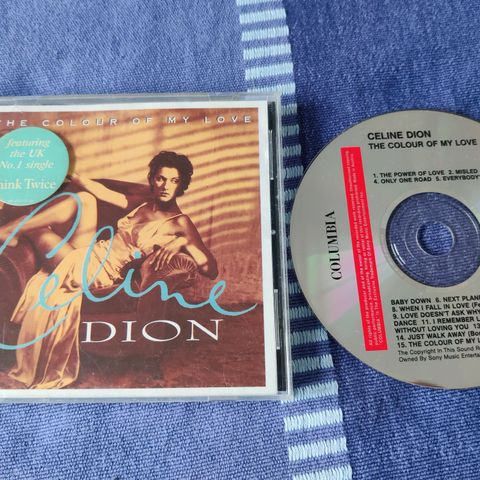 THE COLOUR OF MY LOVE
featuring
the UK
No.1 single
Think Twice
Celine
DION
CELINE DION
THE COLOUR OF MY LOVE
1. THE POWER OF LOVE 2. MISLED
4. ONLY ONE ROAD 5. EVERYBODY'
COLUMBIA
BABY DOWN 6. NEXT PLANE
8. WHEN I FALL IN LOVE
9. LOVE DOESN'T ASK WHY
DANCE 11. I REMEMBER L
WITHOUT LOVING YOU 13
14. JUST WALK AWAY
15. THE COLOUR OF MY L
The Copyright In This Sound Re
Owned By Sony Music Entertai